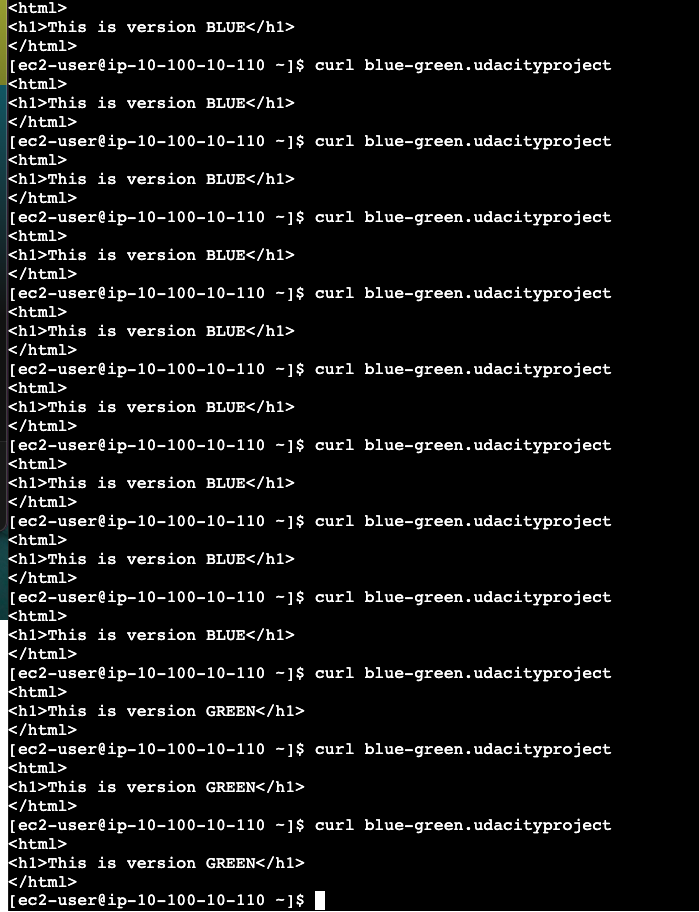 <html>
<h1>This is version BLUE</h1>
</html>
[ec2-user@ip-10-100-10-110 ~]$ curl blue-green.udacityproject
<html>
<h1>This is version BLUE</h1>
</html>
[ec2-user@ip-10-100-10-110 ~]$ curl blue-green.udacityproject
<html>
<h1>This is version BLUE</h1>
</html>
[ec2-user@ip-10-100-10-110 ~]$ curl blue-green.udacityproject
<html>
<h1>This is version BLUE</h1>
</html>
[ec2-user@ip-10-100-10-110 ~]$ curl blue-green.udacityproject
<html>
<h1>This is version BLUE</h1>
</html>
[ec2-user@ip-10-100-10-110 ~]$ curl blue-green.udacityproject
<html>
<h1>This is version BLUE</h1>
</html>
[ec2-user@ip-10-100-10-110 ~]$ curl blue-green.udacityproject
<html>
<h1>This is version BLUE</h1>
</html>
[ec2-user@ip-10-100-10-110 ~]$ curl blue-green.udacityproject
<html>
<h1>This is version BLUE</h1>
</html>
[ec2-user@ip-10-100-10-110 ~]$ curl blue-green.udacityproject
<html>
<h1>This is version BLUE</h1>
</html>
[ec2-user@ip-10-100-10-110 ~]$ curl blue-green.udacityproject
<html>
<h1>This is version GREEN</h1>
</html>
[ec2-user@ip-10-100-10-110 ~]$ curl blue-green.udacityproject
<html>
<h1>This is version GREEN</h1>
</html>
[ec2-user@ip-10-100-10-110 ~]$ curl blue-green.udacityproject
<html>
<h1>This is version GREEN</h1>
</html>
[ec2-user@ip-10-100-10-110 ~]$